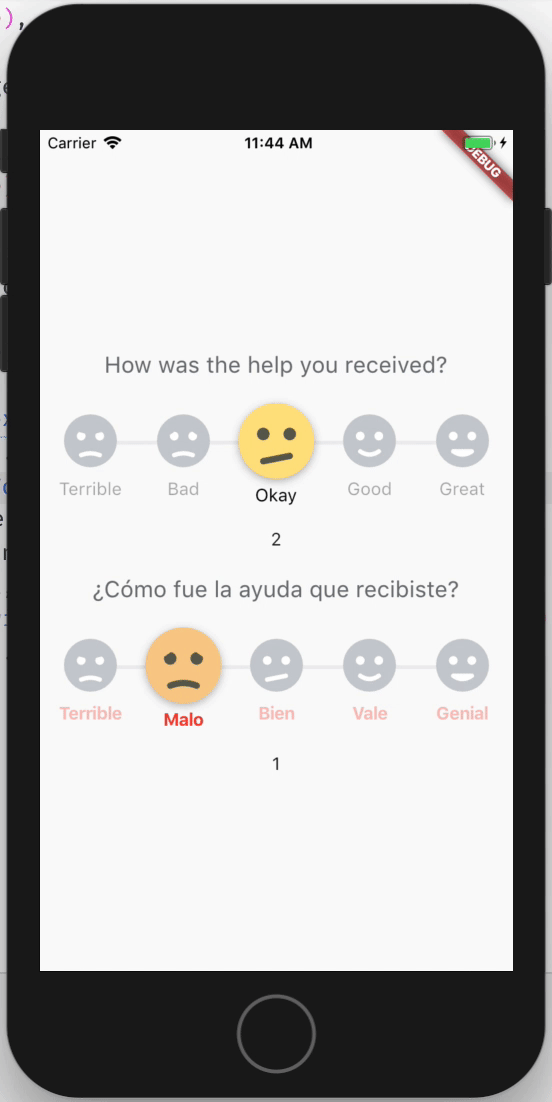 ),
Carrier 11:44 AM
DEBUG
How was the help you received?
Terrible Bad Okay Good Great
2
¿Cómo fue la ayuda que recibiste?
Terrible Malo Bien Vale Genial
1